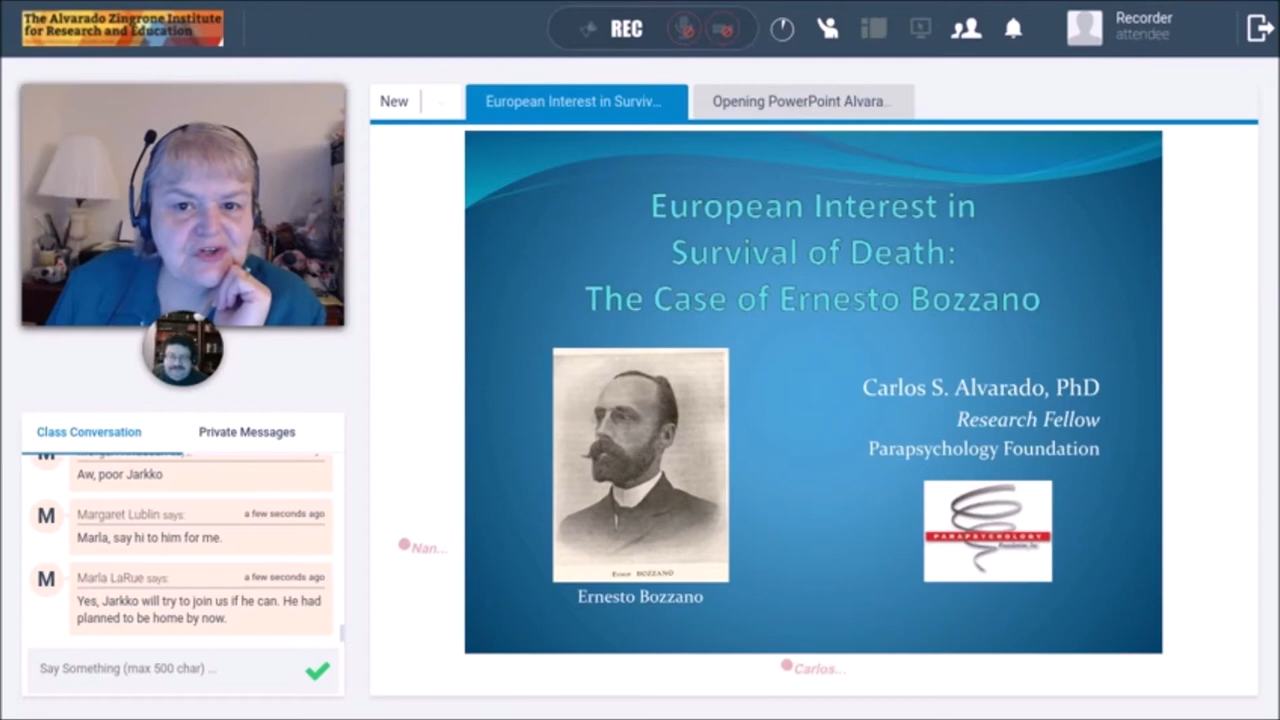 The Alvarado Zingrone Institute
for Research and Education
REC
Recorder
attendee
New
European Interest in Surviv...
Opening PowerPoint Alvara...
European Interest in
Survival of Death:
The Case of Ernesto Bozzano
Carlos S. Alvarado, PhD
Research Fellow
Parapsychology Foundation
PARAPSYCHOLOGY
Foundation, Inc.
BOZZANO
Ernesto Bozzano
Nan...
Carlos...
Class Conversation
Private Messages
M
Aw, poor Jarkko
M
Margaret Lublin says:
a few seconds ago
Marla, say hi to him for me.
M
Marla LaRue says:
a few seconds ago
Yes, Jarkko will try to join us if he can. He had
planned to be home by now.
Say Something (max 500 char) ...